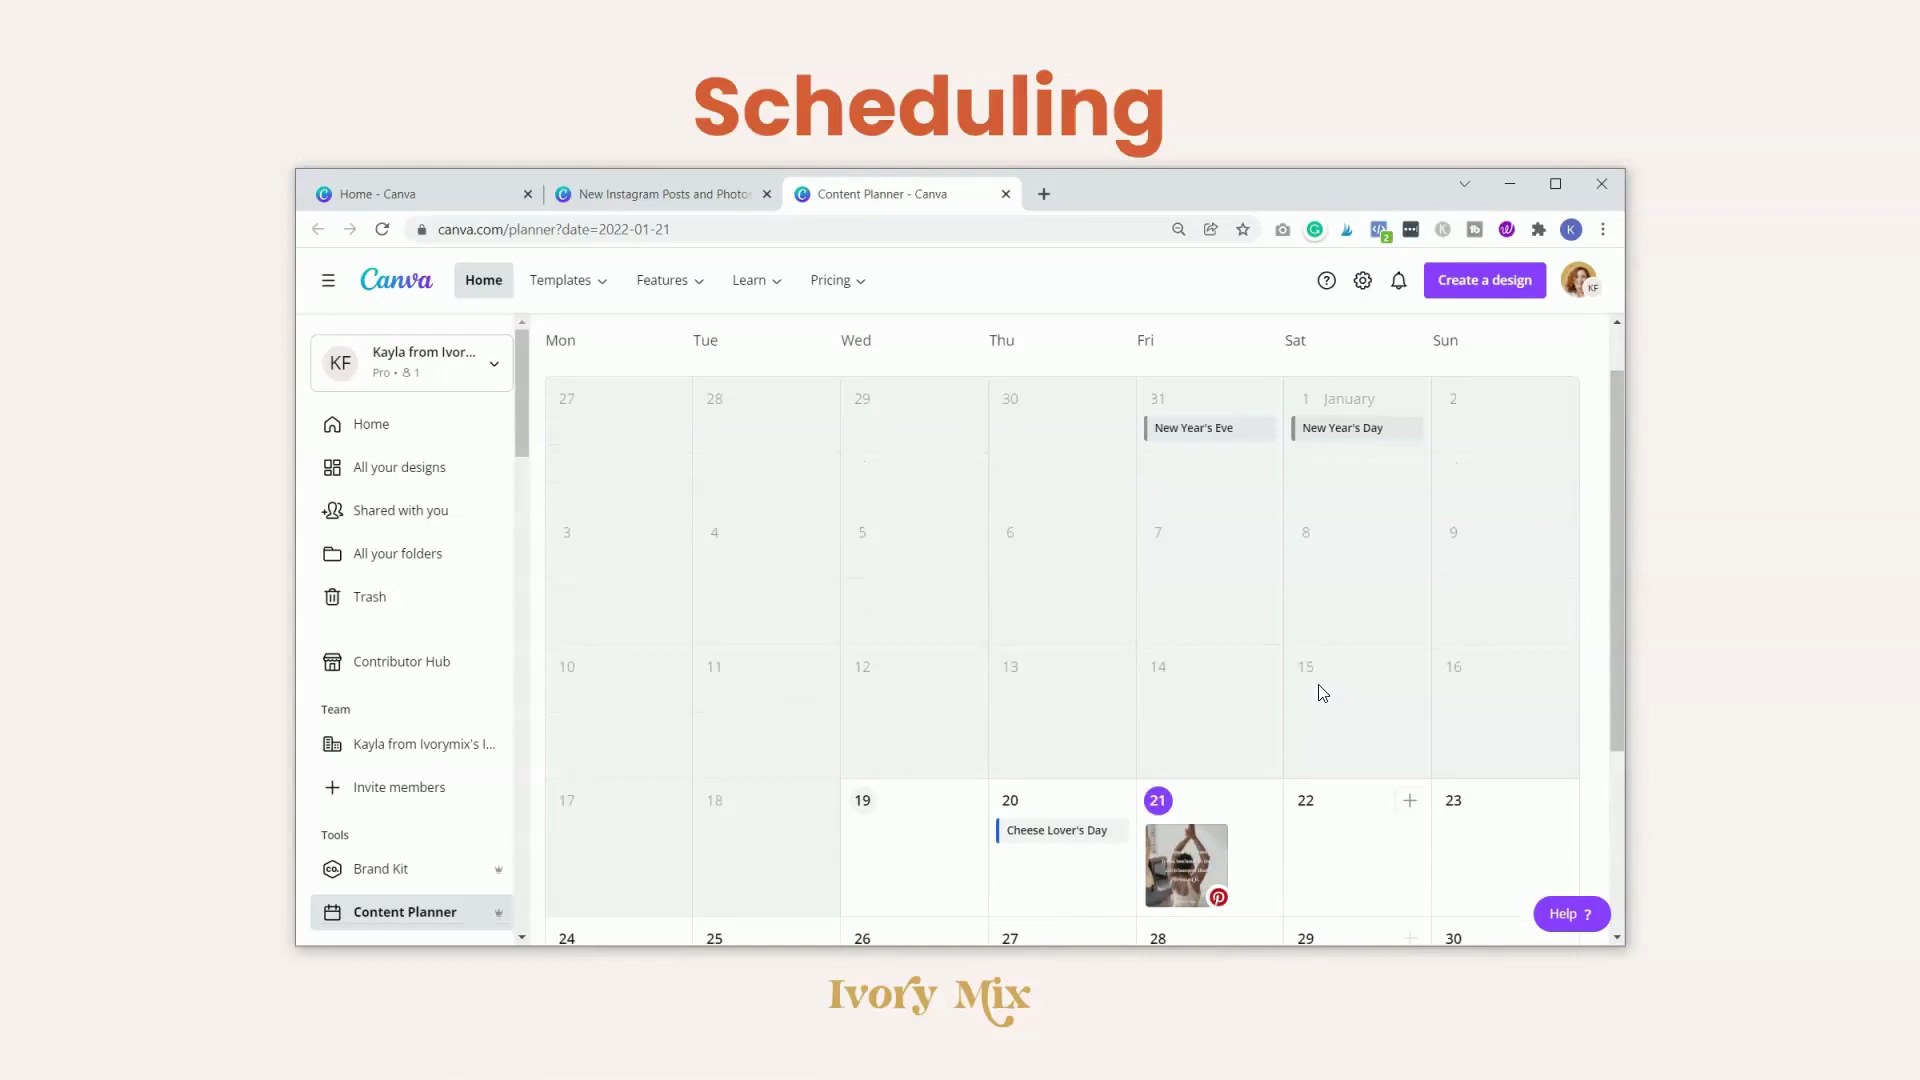 Scheduling
Home - Canva
New Instagram Posts and Photo
Content Planner - Canva
canva.com/planner?date=2022-01-21
2
K
Canva
Home
Templates
Features
Learn
Pricing
Create a design
KF
KF
Kayla from Ivor...
Pro • 1
Home
All your designs
Shared with you
All your folders
Trash
Contributor Hub
Team
Kayla from Ivorymix's I...
Invite members
Tools
co.
Brand Kit
Content Planner
Mon Tue Wed Thu Fri Sat Sun
27 28 29 30 31 1 January 2
New Year's Eve New Year's Day
3 4 5 6 7 8 9
10 11 12 13 14 15 16
17 18 19 20 21 22 23
Cheese Lover's Day
24 25 26 27 28 29 30
Help ?
Ivory Mix